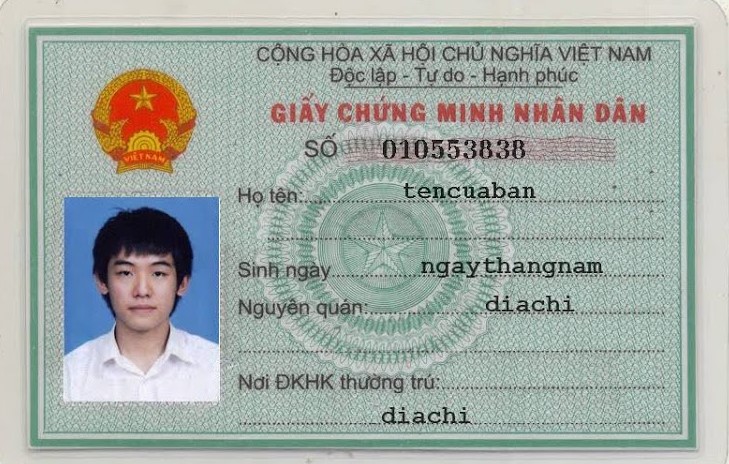 CỘNG HÒA XÃ HỘI CHỦ NGHĨA VIỆT NAM
Độc lập - Tự do - Hạnh phúc
GIẤY CHỨNG MINH NHÂN DÂN
SỐ 010553838
VIỆT NAM
Họ tên: tencuaban
Sinh ngày ngaythangnam
Nguyên quán: diachi
Nơi ĐKHK thường trú:
diachi